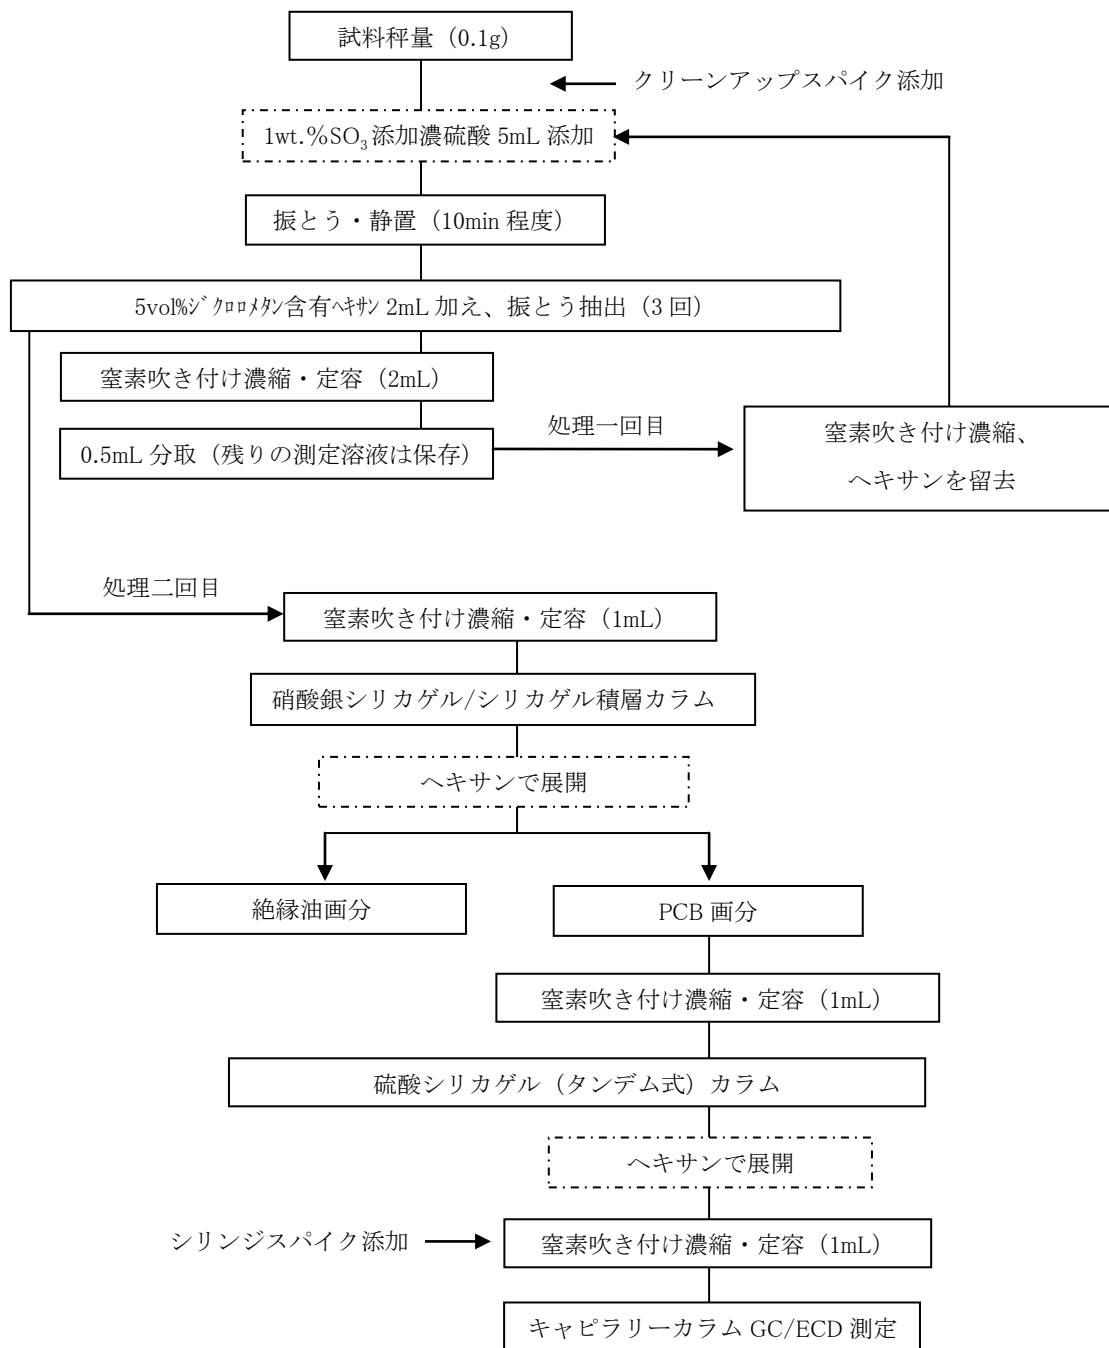 試料秤量（0.1g）
クリーンアップスパイク添加
1wt.%SO₃添加濃硫酸 5mL 添加
振とう・静置（10min 程度）
5vol%ｼﾞｸﾛﾛﾒﾀﾝ含有ﾍｷｻﾝ 2mL 加え、振とう抽出（3 回）
窒素吹き付け濃縮・定容（2mL）
0.5mL 分取（残りの測定溶液は保存）
処理一回目
窒素吹き付け濃縮、
ヘキサンを留去
処理二回目
窒素吹き付け濃縮・定容（1mL）
硝酸銀シリカゲル/シリカゲル積層カラム
ヘキサンで展開
絶縁油画分
PCB 画分
窒素吹き付け濃縮・定容（1mL）
硫酸シリカゲル（タンデム式）カラム
ヘキサンで展開
シリンジスパイク添加
窒素吹き付け濃縮・定容（1mL）
キャピラリーカラム GC/ECD 測定